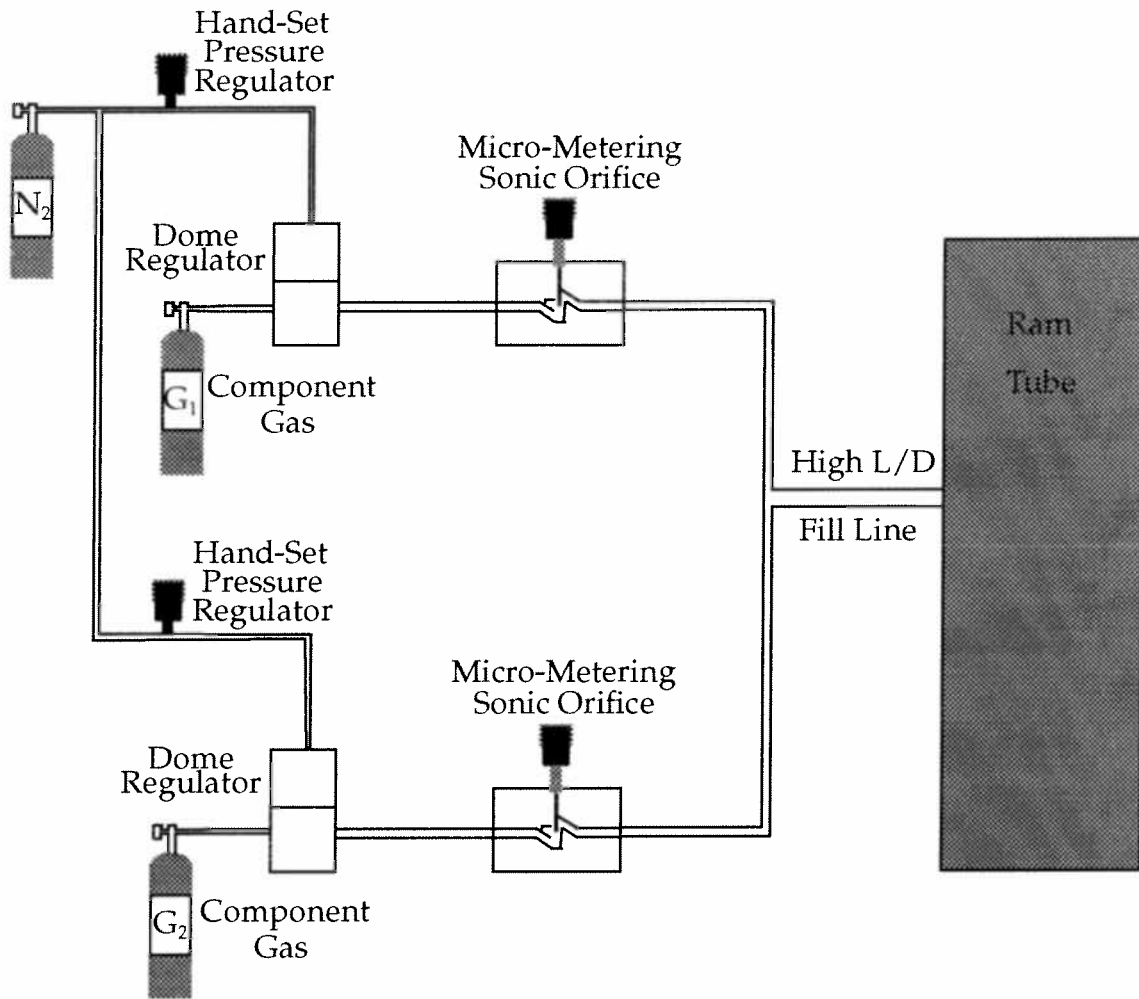 Hand-Set
Pressure
Regulator
N₂
Micro-Metering
Sonic Orifice
Dome
Regulator
G₁
Component
Gas
Ram
Tube
High L/D
Fill Line
Hand-Set
Pressure
Regulator
Micro-Metering
Sonic Orifice
Dome
Regulator
G₂
Component
Gas